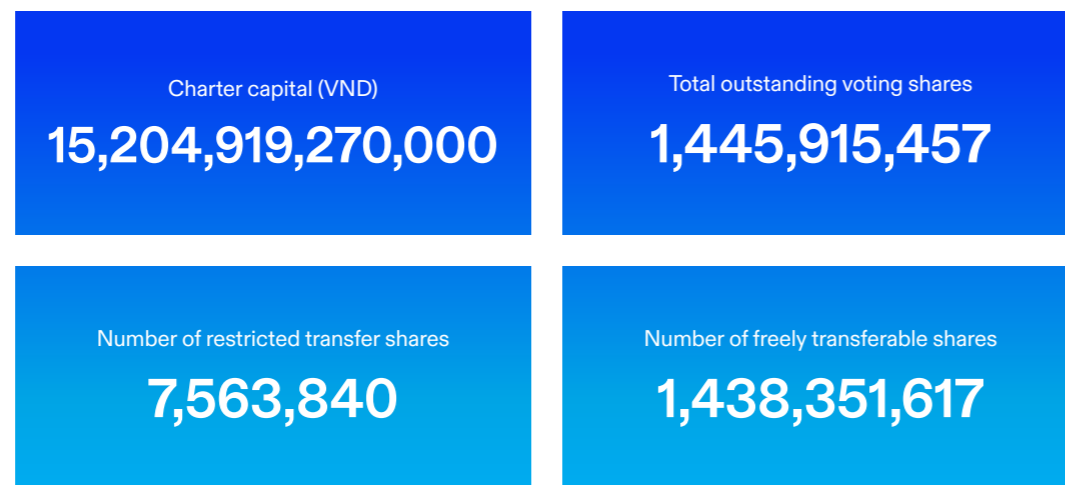 Charter capital (VND)
15,204,919,270,000
Total outstanding voting shares
1,445,915,457
Number of restricted transfer shares
7,563,840
Number of freely transferable shares
1,438,351,617